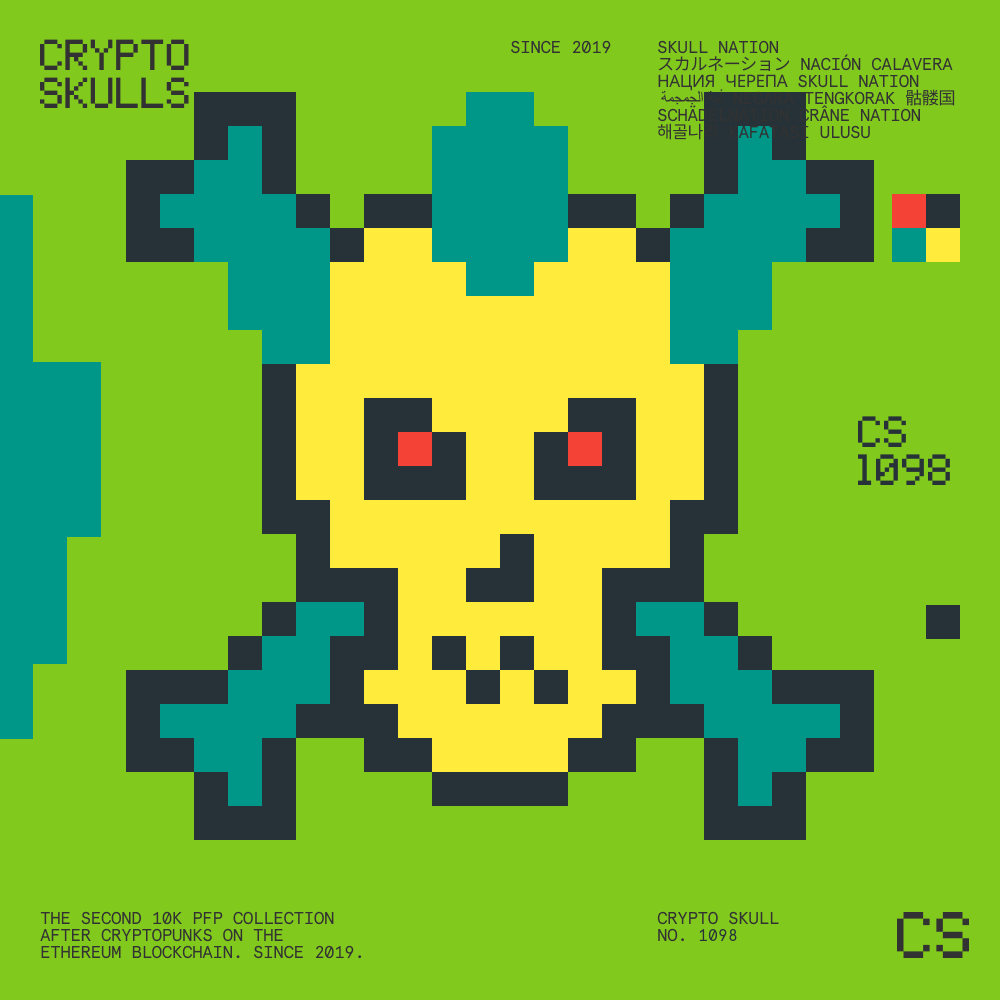 CRYPTO
SKULLS
SINCE 2019
SKULL NATION
スカルネーション NACIÓN CALAVERA
НАЦИЯ ЧЕРЕПА SKULL NATION
الجمجمة TENGKORAK 骷髅国
CRÂNE NATION
해골 ULUSU
CS
1098
THE SECOND 10K PFP COLLECTION
AFTER CRYPTOPUNKS ON THE
ETHEREUM BLOCKCHAIN. SINCE 2019.
CRYPTO SKULL
NO. 1098
CS